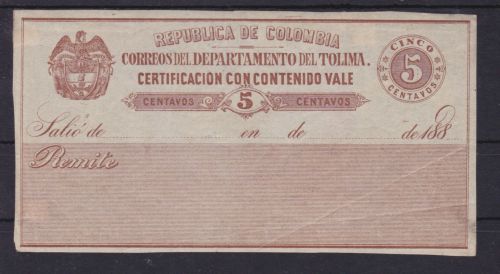 REPUBLICA DE COLOMBIA
CORREOS DEL DEPARTAMENTO DEL TOLIMA.
CERTIFICACIÓN CON CONTENIDO VALE
CENTAVOS 5 CENTAVOS
CINCO
5
CENTAVOS
Salió de en de de 188
Remite